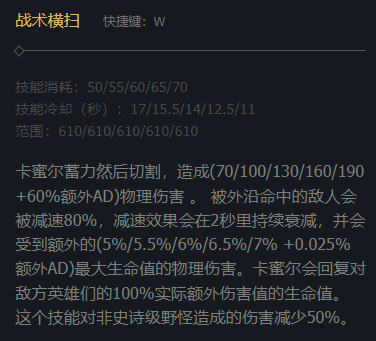 战术横扫 快捷键：W
技能消耗：50/55/60/65/70
技能冷却（秒）：17/15.5/14/12.5/11
范围：610/610/610/610/610
卡蜜尔蓄力然后切割，造成(70/100/130/160/190
+60%额外AD)物理伤害 。 被外沿命中的敌人会
被减速80%，减速效果会在2秒里持续衰减，并会
受到额外的(5%/5.5%/6%/6.5%/7% +0.025%
额外AD)最大生命值的物理伤害。卡蜜尔会回复对
敌方英雄们的100%实际额外伤害值的生命值。
这个技能对非史诗级野怪造成的伤害减少50%。